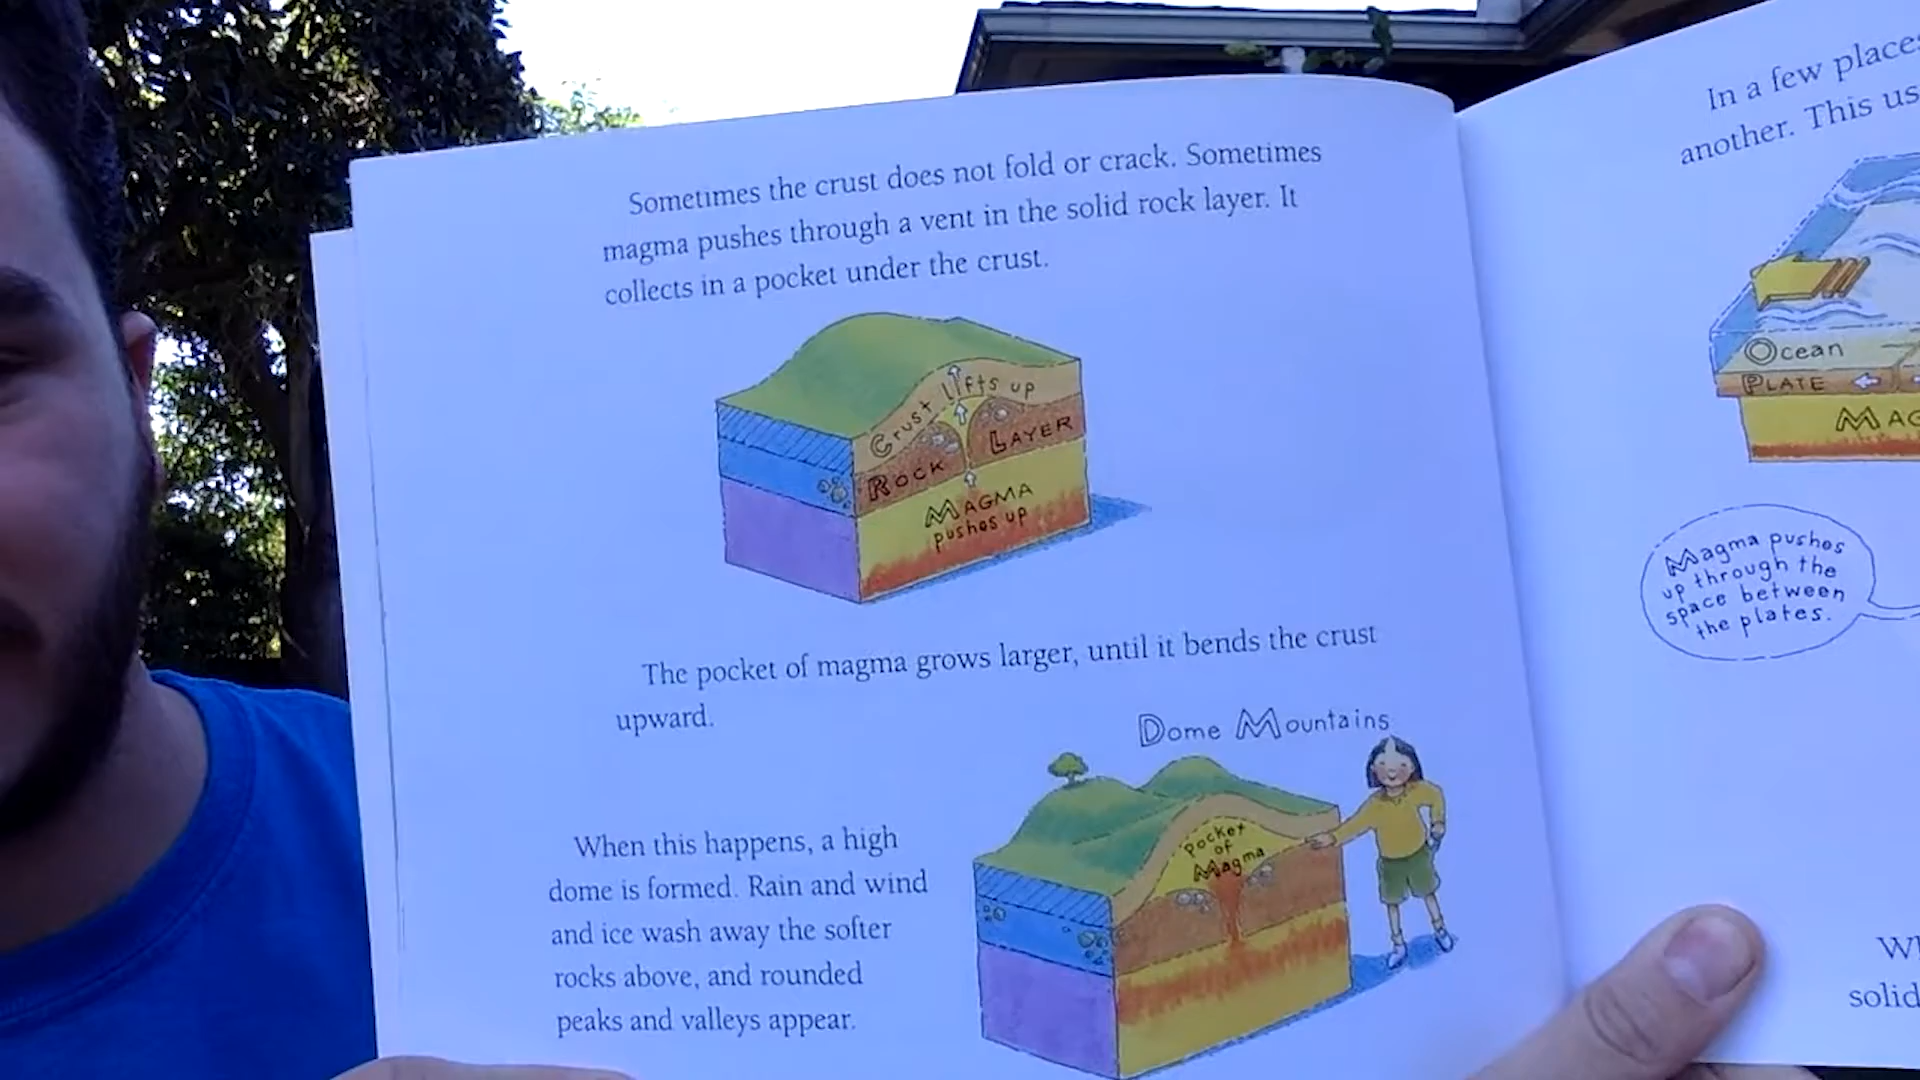 Sometimes the crust does not fold or crack. Sometimes
magma pushes through a vent in the solid rock layer. It
collects in a pocket under the crust.
Crust lifts up
ROCK LAYER
MAGMA
pushes up
The pocket of magma grows larger, until it bends the crust
upward.
Dome Mountains
pocket
of
Magma
When this happens, a high
dome is formed. Rain and wind
and ice wash away the softer
rocks above, and rounded
peaks and valleys appear.
In a few
another. This
Ocean
PLATE
Magma pushes
up through the
space between
the plates.
solid